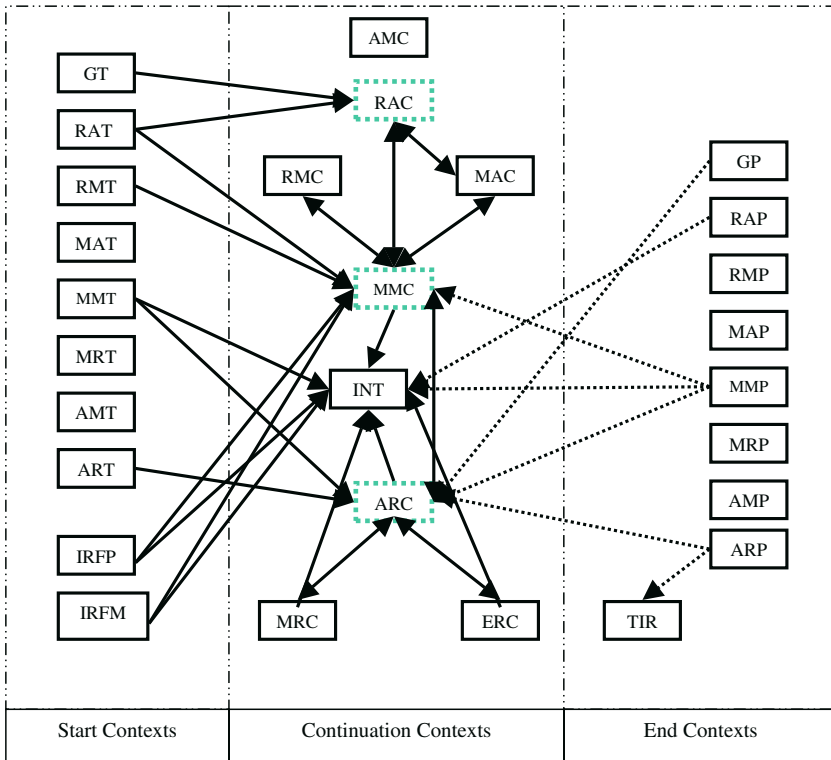 GT
RAT
RMT
MAT
MMT
MRT
AMT
ART
IRFP
IRFM
AMC
RAC
RMC
MAC
MMC
INT
ARC
MRC
ERC
GP
RAP
RMP
MAP
MMP
MRP
AMP
ARP
TIR
Start Contexts
Continuation Contexts
End Contexts